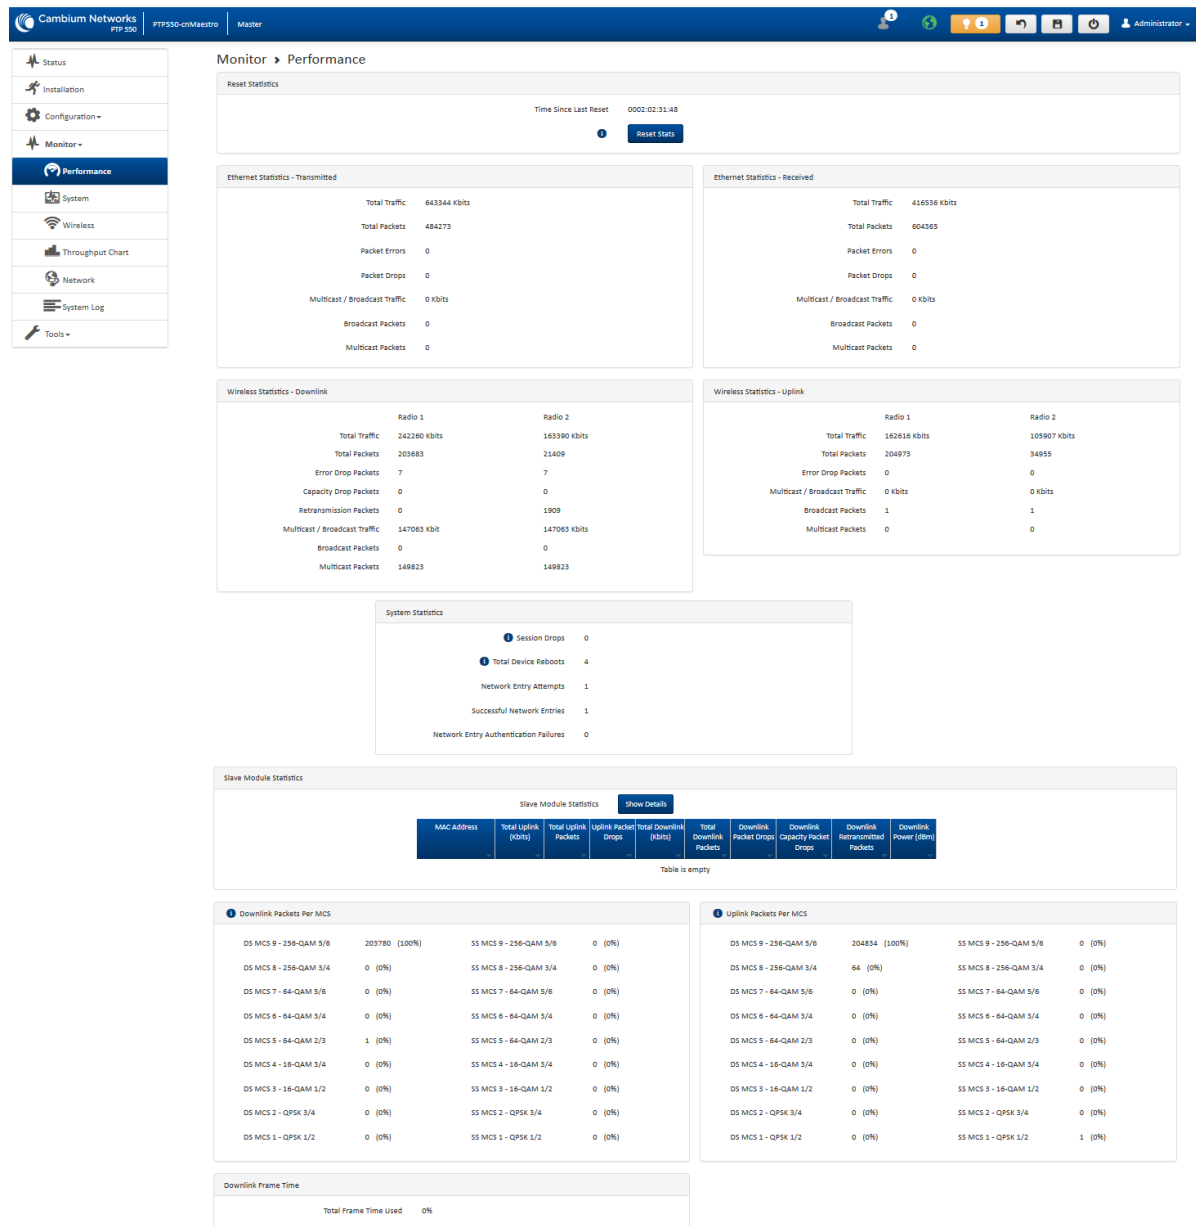 Cambium Networks
PTP 550
PTP550-cnMaestro
Master
1
1
Administrator
Status
Installation
Configuration
Monitor
Performance
System
Wireless
Throughput Chart
Network
System Log
Tools
Monitor > Performance
Reset Statistics
Time Since Last Reset 0002:02:31:48
Reset Stats
Ethernet Statistics - Transmitted
Total Traffic 643344 Kbits
Total Packets 484273
Packet Errors 0
Packet Drops 0
Multicast / Broadcast Traffic 0 Kbits
Broadcast Packets 0
Multicast Packets 0
Ethernet Statistics - Received
Total Traffic 416536 Kbits
Total Packets 604365
Packet Errors 0
Packet Drops 0
Multicast / Broadcast Traffic 0 Kbits
Broadcast Packets 0
Multicast Packets 0
Wireless Statistics - Downlink
Radio 1 Radio 2
Total Traffic 242260 Kbits 163390 Kbits
Total Packets 203683 21409
Error Drop Packets 7 7
Capacity Drop Packets 0 0
Retransmission Packets 0 1909
Multicast / Broadcast Traffic 147063 Kbit 147063 Kbits
Broadcast Packets 0 0
Multicast Packets 149823 149823
Wireless Statistics - Uplink
Radio 1 Radio 2
Total Traffic 162616 Kbits 105907 Kbits
Total Packets 204973 34955
Error Drop Packets 0 0
Multicast / Broadcast Traffic 0 Kbits 0 Kbits
Broadcast Packets 1 1
Multicast Packets 0 0
System Statistics
Session Drops 0
Total Device Reboots 4
Network Entry Attempts 1
Successful Network Entries 1
Network Entry Authentication Failures 0
Slave Module Statistics
Slave Module Statistics Show Details
MAC Address
Total Uplink (Kbits)
Total Uplink Packets
Uplink Packet Drops
Total Downlink (Kbits)
Total Downlink Packets
Downlink Packet Drops
Downlink Capacity Packet Drops
Downlink Retransmitted Packets
Downlink Power (dBm)
Table is empty
Downlink Packets Per MCS
DS MCS 9 - 256-QAM 5/6 203780 (100%) SS MCS 9 - 256-QAM 5/6 0 (0%)
DS MCS 8 - 256-QAM 3/4 0 (0%) SS MCS 8 - 256-QAM 3/4 0 (0%)
DS MCS 7 - 64-QAM 5/6 0 (0%) SS MCS 7 - 64-QAM 5/6 0 (0%)
DS MCS 6 - 64-QAM 3/4 0 (0%) SS MCS 6 - 64-QAM 3/4 0 (0%)
DS MCS 5 - 64-QAM 2/3 1 (0%) SS MCS 5 - 64-QAM 2/3 0 (0%)
DS MCS 4 - 16-QAM 3/4 0 (0%) SS MCS 4 - 16-QAM 3/4 0 (0%)
DS MCS 3 - 16-QAM 1/2 0 (0%) SS MCS 3 - 16-QAM 1/2 0 (0%)
DS MCS 2 - QPSK 3/4 0 (0%) SS MCS 2 - QPSK 3/4 0 (0%)
DS MCS 1 - QPSK 1/2 0 (0%) SS MCS 1 - QPSK 1/2 0 (0%)
Uplink Packets Per MCS
DS MCS 9 - 256-QAM 5/6 204834 (100%) SS MCS 9 - 256-QAM 5/6 0 (0%)
DS MCS 8 - 256-QAM 3/4 64 (0%) SS MCS 8 - 256-QAM 3/4 0 (0%)
DS MCS 7 - 64-QAM 5/6 0 (0%) SS MCS 7 - 64-QAM 5/6 0 (0%)
DS MCS 6 - 64-QAM 3/4 0 (0%) SS MCS 6 - 64-QAM 3/4 0 (0%)
DS MCS 5 - 64-QAM 2/3 0 (0%) SS MCS 5 - 64-QAM 2/3 0 (0%)
DS MCS 4 - 16-QAM 3/4 0 (0%) SS MCS 4 - 16-QAM 3/4 0 (0%)
DS MCS 3 - 16-QAM 1/2 0 (0%) SS MCS 3 - 16-QAM 1/2 0 (0%)
DS MCS 2 - QPSK 3/4 0 (0%) SS MCS 2 - QPSK 3/4 0 (0%)
DS MCS 1 - QPSK 1/2 0 (0%) SS MCS 1 - QPSK 1/2 1 (0%)
Downlink Frame Time
Total Frame Time Used 0%